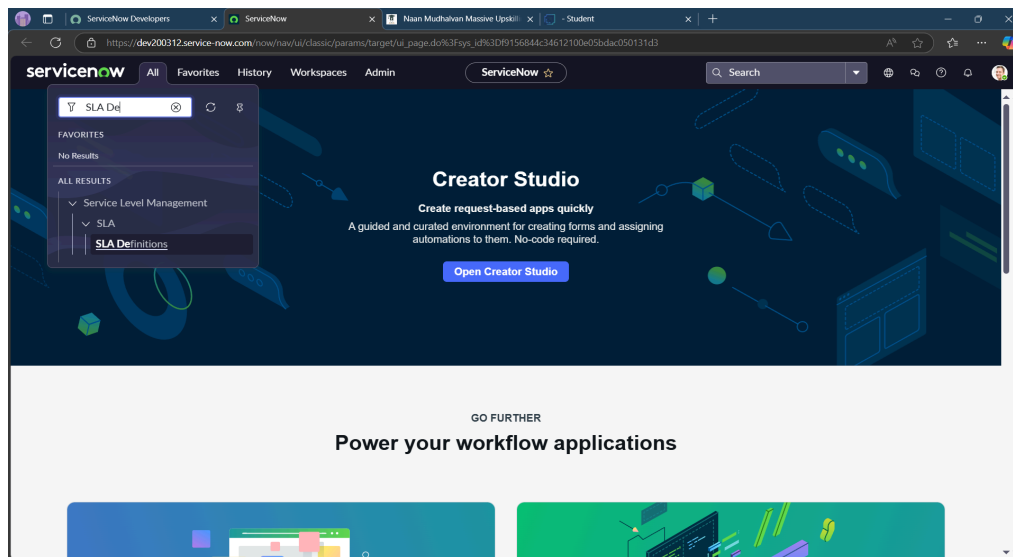 ServiceNow Developers
ServiceNow
Naan Mudhalvan Massive Upskilli
- Student
https://dev200312.service-now.com/now/nav/ui/classic/params/target/ui_page.do%3Fsys_id%3Df9156844c34612100e05bdac050131d3
servicenow All Favorites History Workspaces Admin ServiceNow Search
SLA De
FAVORITES
No Results
ALL RESULTS
Service Level Management
SLA
SLA Definitions
Creator Studio
Create request-based apps quickly
A guided and curated environment for creating forms and assigning
automations to them. No-code required.
Open Creator Studio
GO FURTHER
Power your workflow applications